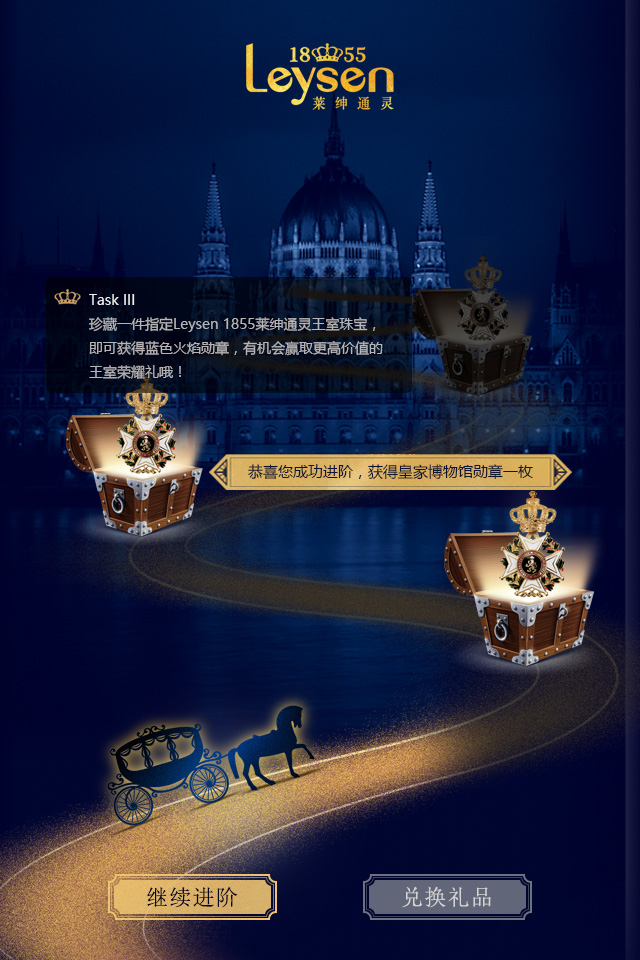 1855
Leysen
莱绅通灵
Task III
珍藏一件指定Leysen 1855莱绅通灵王室珠宝，
即可获得蓝色火焰勋章，有机会赢取更高价值的
王室荣耀礼哦！
恭喜您成功进阶，获得皇家博物馆勋章一枚
继续进阶
兑换礼品